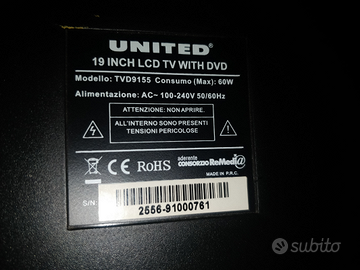 UNITED®
19 INCH LCD TV WITH DVD
Modello: TVD9155 Consumo (Max): 60W
Alimentazione: AC~ 100-240V 50/60Hz
ATTENZIONE: NON APRIRE.
ALL'INTERNO SONO PRESENTI
TENSIONI PERICOLOSE
CE RoHS aderente
CONSORZIO ReMedi@
MADE IN P.R.C.
S/N:
2556-91000761
subito